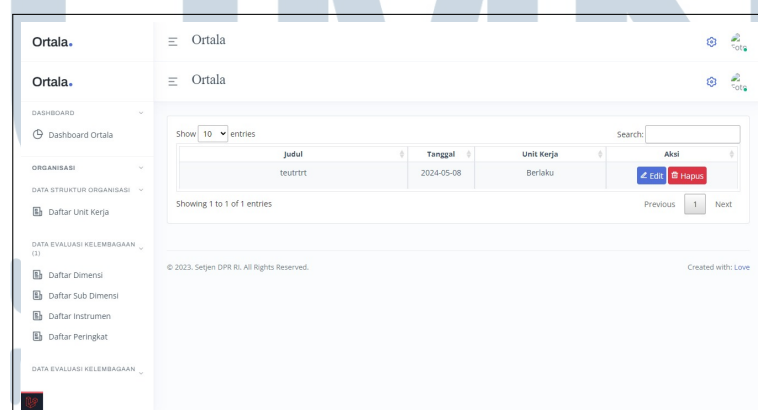 Ortala.
Ortala
Foto
Ortala.
Ortala
Foto
DASHBOARD
Dashboard Ortala
ORGANISASI
DATA STRUKTUR ORGANISASI
Daftar Unit Kerja
DATA EVALUASI KELEMBAGAAN
(1)
Daftar Dimensi
Daftar Sub Dimensi
Daftar Instrumen
Daftar Peringkat
DATA EVALUASI KELEMBAGAAN
Show 10 entries
Search:
Judul Tanggal Unit Kerja Aksi
teutrtrt 2024-05-08 Berlaku Edit Hapus
Showing 1 to 1 of 1 entries
Previous 1 Next
© 2023. Setjen DPR RI. All Rights Reserved.
Created with: Love